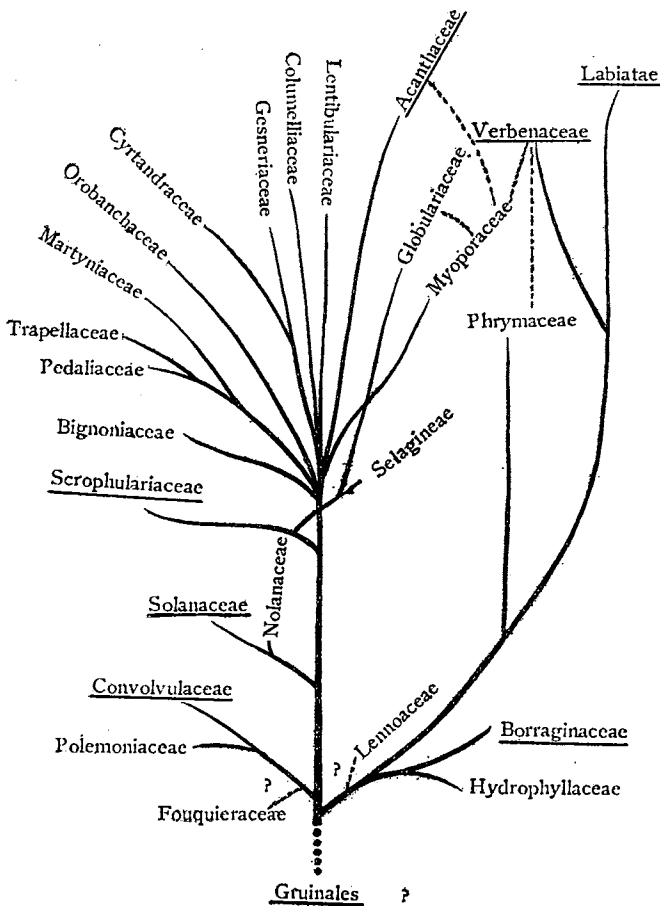 Acanthaceae
Labiatae
Lentibulariaceae
Columelliaceae
Gesneriaceae
Verbenaceae
Cyrtandraceae
Globulariaceae
Orobanchaceae
Myoporaceae
Martyniaceae
Trapellaceae
Phrymaceae
Pedaliaceae
Bignoniaceae
Selagineae
Scrophulariaceae
Nolanaceae
Solanaceae
Convolvulaceae
Lennoaceae
Borraginaceae
Polemoniaceae
?
?
Hydrophyllaceae
Fouquieraceae
Gruinales ?